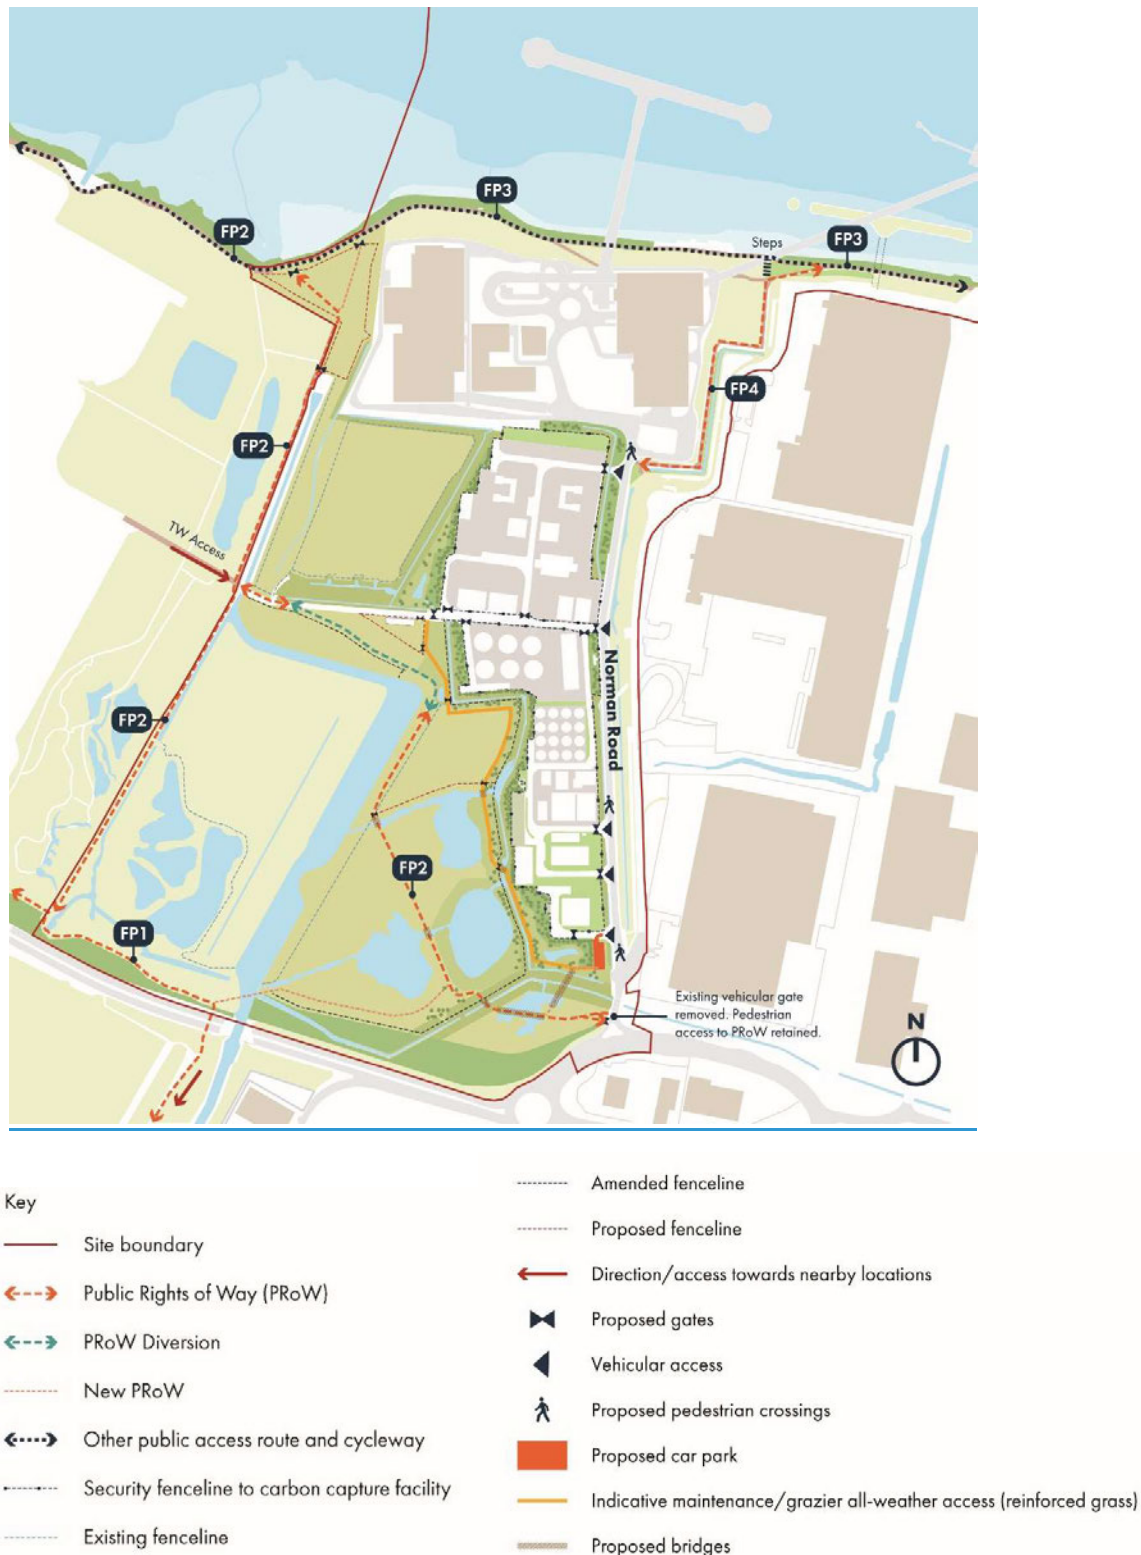 FP3
FP2
Steps
FP3
FP4
FP2
TW Access
Norman Road
FP2
FP2
FP1
Existing vehicular gate
removed. Pedestrian
access to PRoW retained.
N
Key
Site boundary
Public Rights of Way (PRoW)
PRoW Diversion
New PRoW
Other public access route and cycleway
Security fenceline to carbon capture facility
Existing fenceline
Amended fenceline
Proposed fenceline
Direction/access towards nearby locations
Proposed gates
Vehicular access
Proposed pedestrian crossings
Proposed car park
Indicative maintenance/grazier all-weather access (reinforced grass)
Proposed bridges